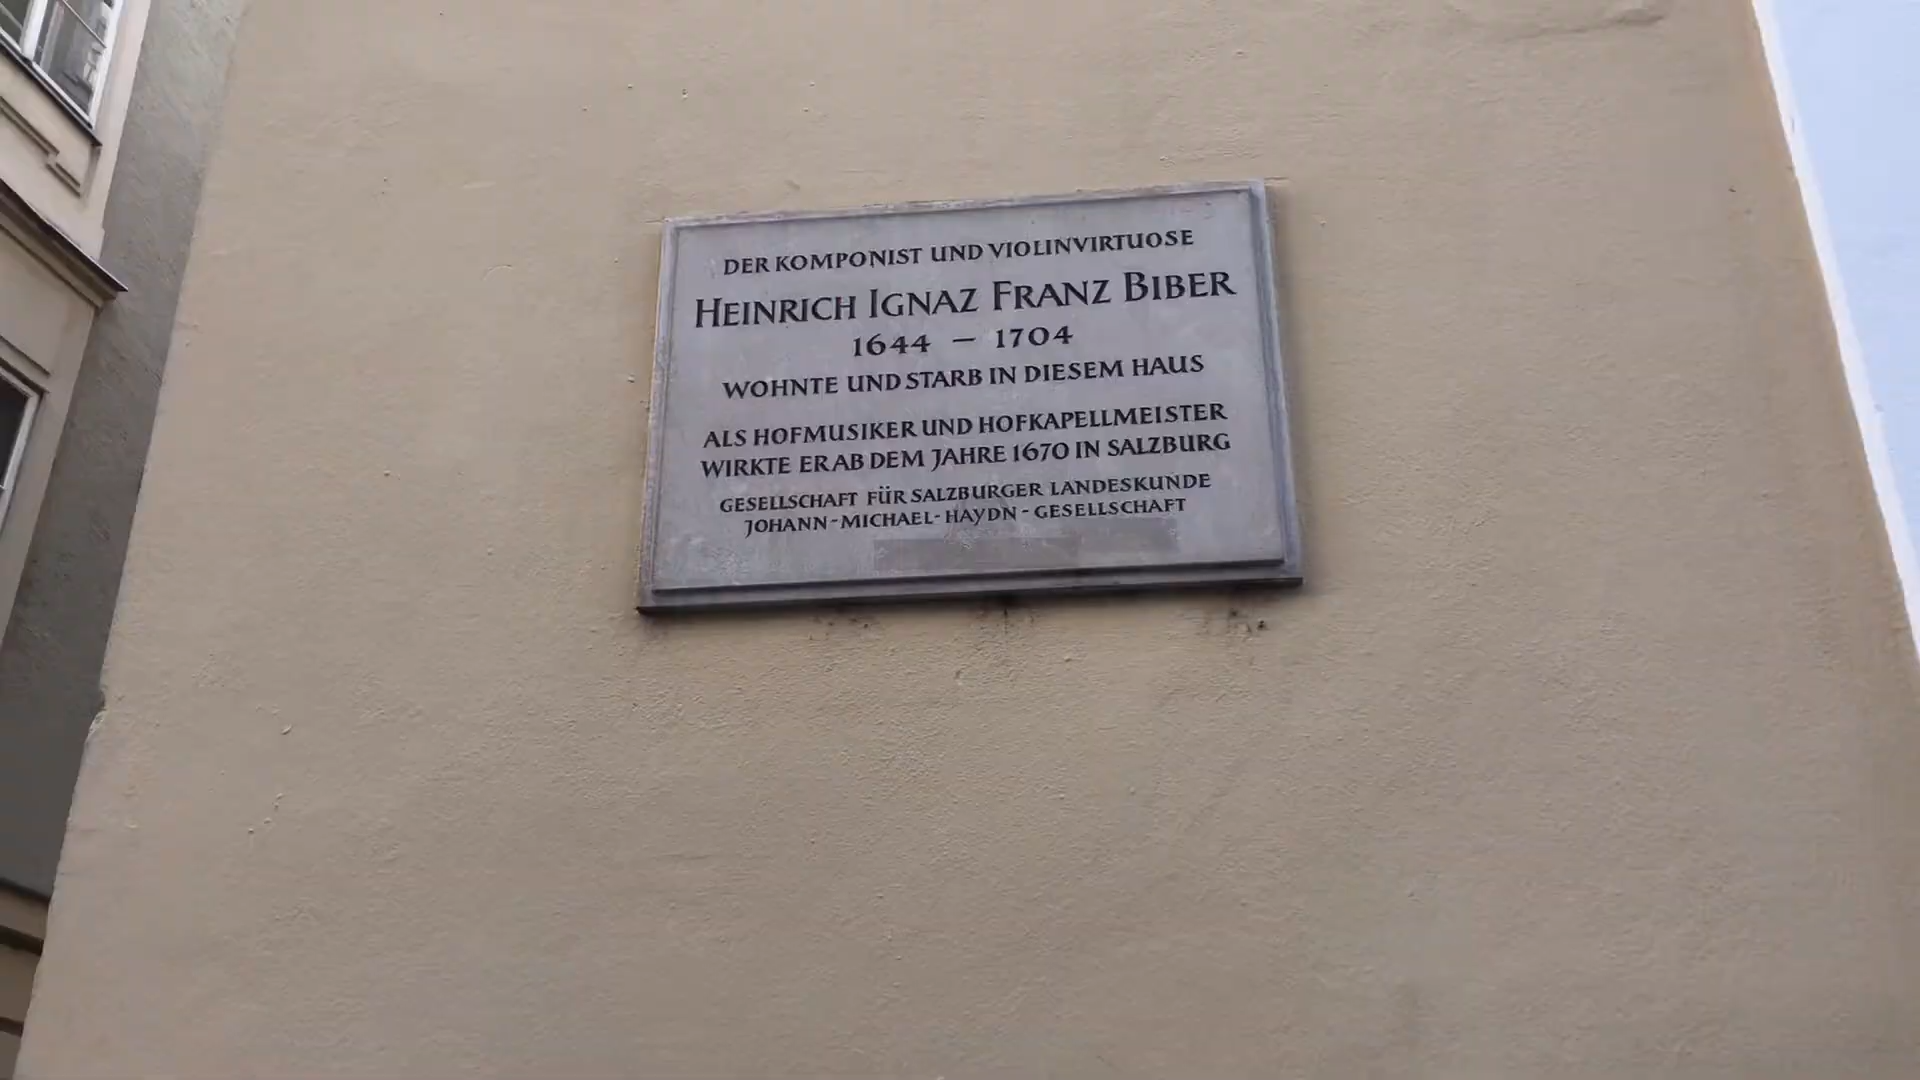 DER KOMPONIST UND VIOLINVIRTUOSE
HEINRICH IGNAZ FRANZ BIBER
1644 – 1704
WOHNTE UND STARB IN DIESEM HAUS
ALS HOFMUSIKER UND HOFKAPELLMEISTER
WIRKTE ER AB DEM JAHRE 1670 IN SALZBURG
GESELLSCHAFT FÜR SALZBURGER LANDESKUNDE
JOHANN-MICHAEL-HAYDN-GESELLSCHAFT